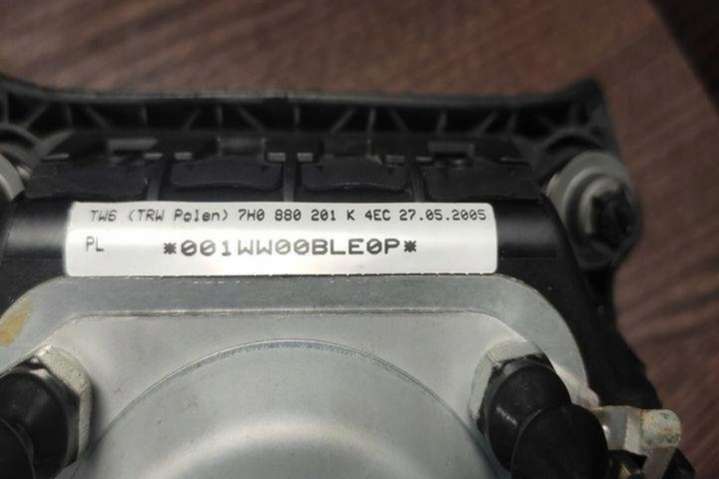 TW6 (TRW Polen) 7H0 880 201 K 4EC 27.05.2005
PL *001WW00BLE0P*